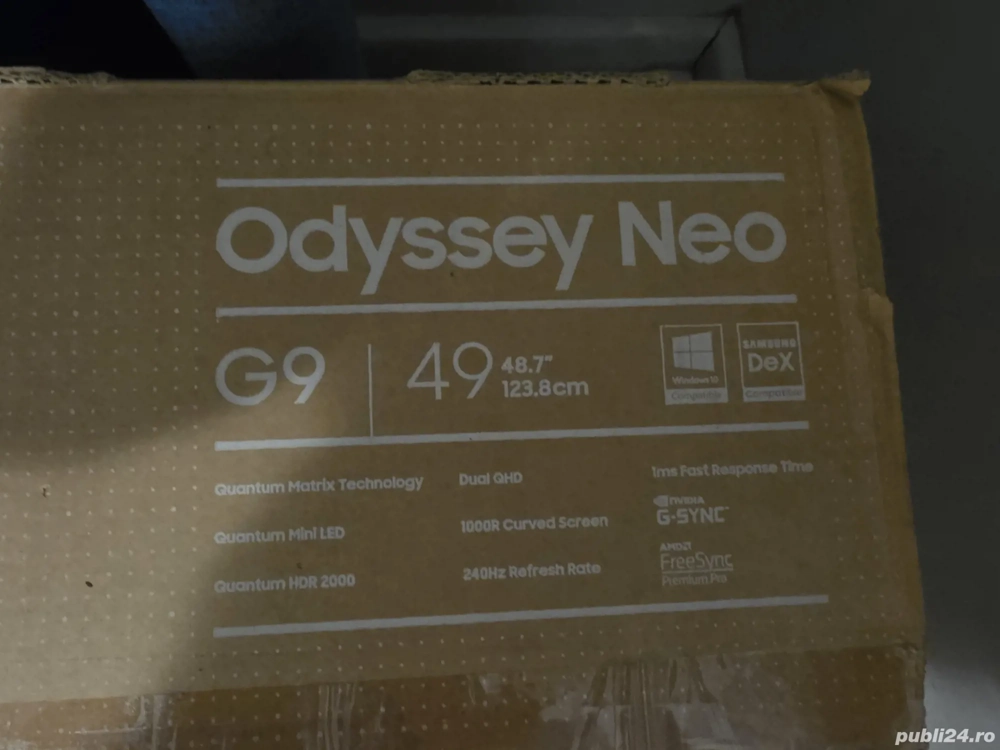 Odyssey Neo
G9
49 48.7"
123.8cm
Windows 10
Compatible
SAMSUNG
DeX
Compatible
Quantum Matrix Technology
Quantum Mini LED
Quantum HDR 2000
Dual QHD
1000R Curved Screen
240Hz Refresh Rate
1ms Fast Response Time
NVIDIA
G-SYNC™
AMD
FreeSync
Premium Pro
publi24.ro